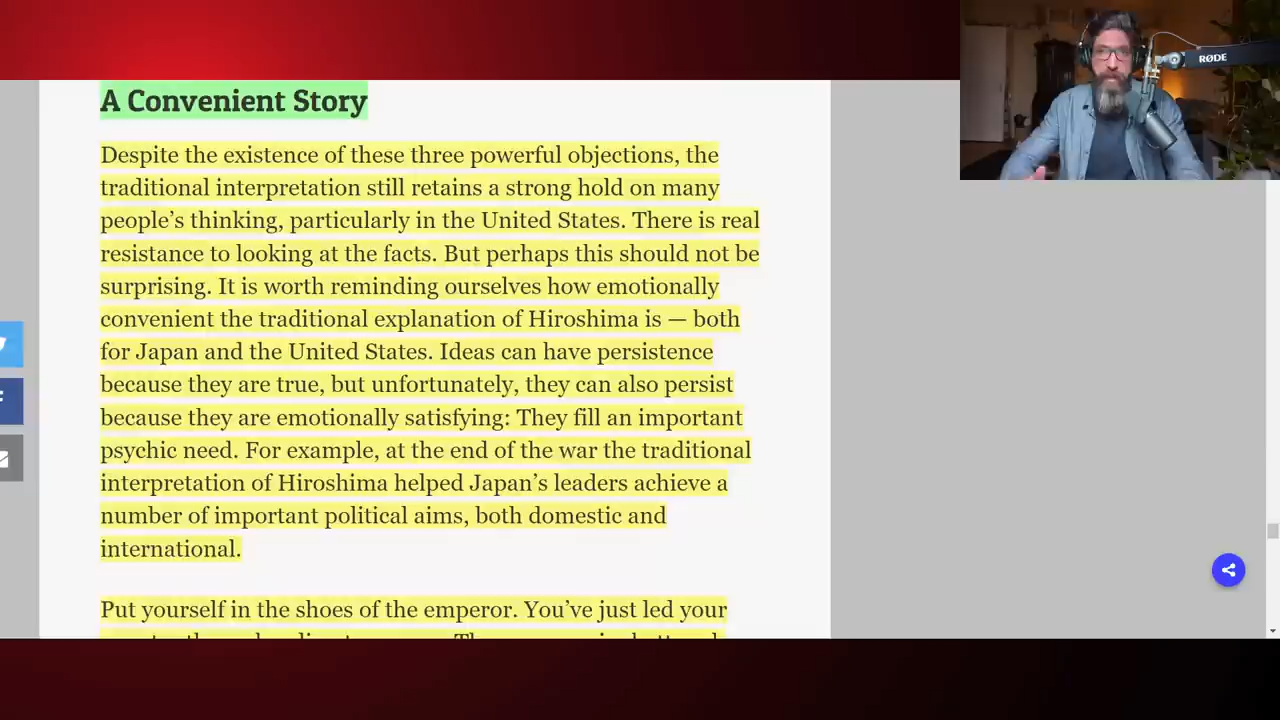 RØDE
A Convenient Story
Despite the existence of these three powerful objections, the
traditional interpretation still retains a strong hold on many
people’s thinking, particularly in the United States. There is real
resistance to looking at the facts. But perhaps this should not be
surprising. It is worth reminding ourselves how emotionally
convenient the traditional explanation of Hiroshima is — both
for Japan and the United States. Ideas can have persistence
because they are true, but unfortunately, they can also persist
because they are emotionally satisfying: They fill an important
psychic need. For example, at the end of the war the traditional
interpretation of Hiroshima helped Japan’s leaders achieve a
number of important political aims, both domestic and
international.
Put yourself in the shoes of the emperor. You’ve just led your